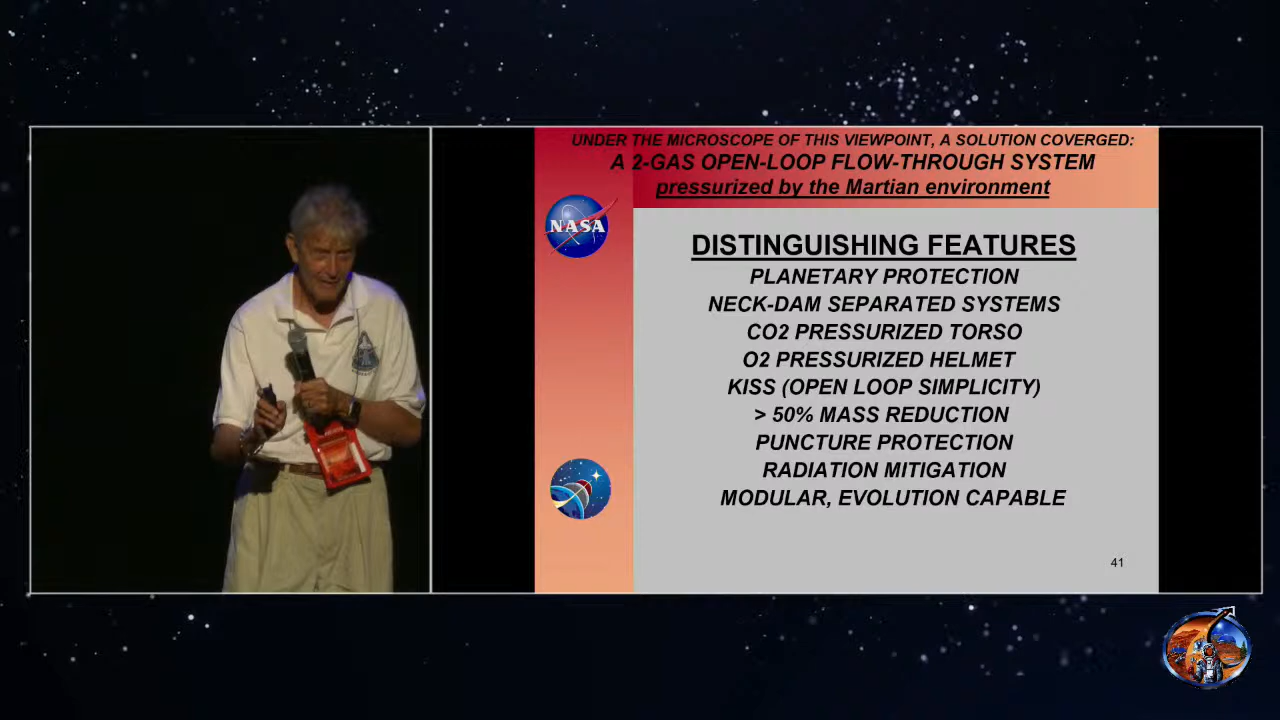 UNDER THE MICROSCOPE OF THIS VIEWPOINT, A SOLUTION COVERGED:
A 2-GAS OPEN-LOOP FLOW-THROUGH SYSTEM
pressurized by the Martian environment
NASA
DISTINGUISHING FEATURES
PLANETARY PROTECTION
NECK-DAM SEPARATED SYSTEMS
CO2 PRESSURIZED TORSO
O2 PRESSURIZED HELMET
KISS (OPEN LOOP SIMPLICITY)
> 50% MASS REDUCTION
PUNCTURE PROTECTION
RADIATION MITIGATION
MODULAR, EVOLUTION CAPABLE
41